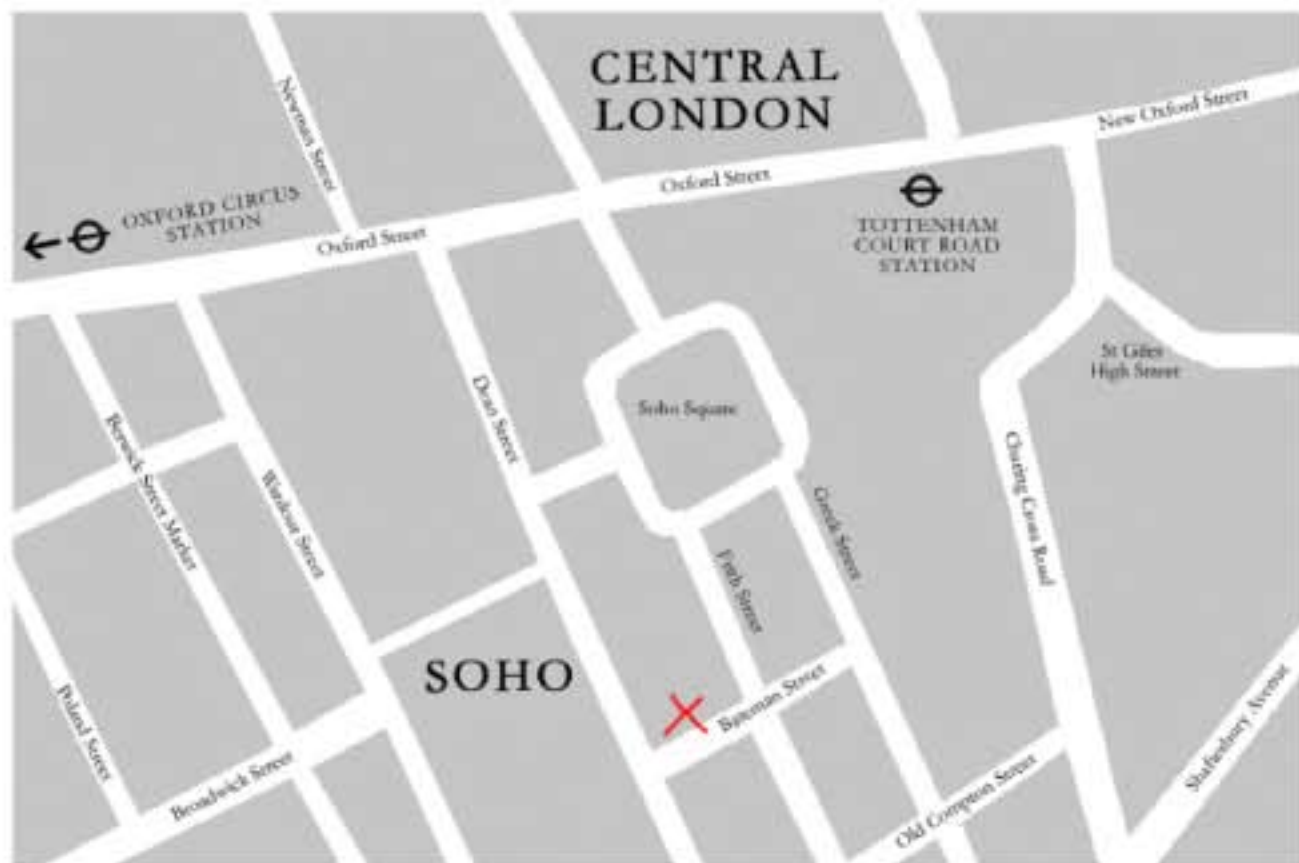 CENTRAL
LONDON
Newman Street
New Oxford Street
Oxford Street
OXFORD CIRCUS
STATION
Oxford Street
TOTTENHAM
COURT ROAD
STATION
St Giles
High Street
Dean Street
Soho Square
Berwick Street Market
Wardour Street
Greek Street
Charing Cross Road
Frith Street
SOHO
Bateman Street
Poland Street
Broadwick Street
Old Compton Street
Shaftesbury Avenue